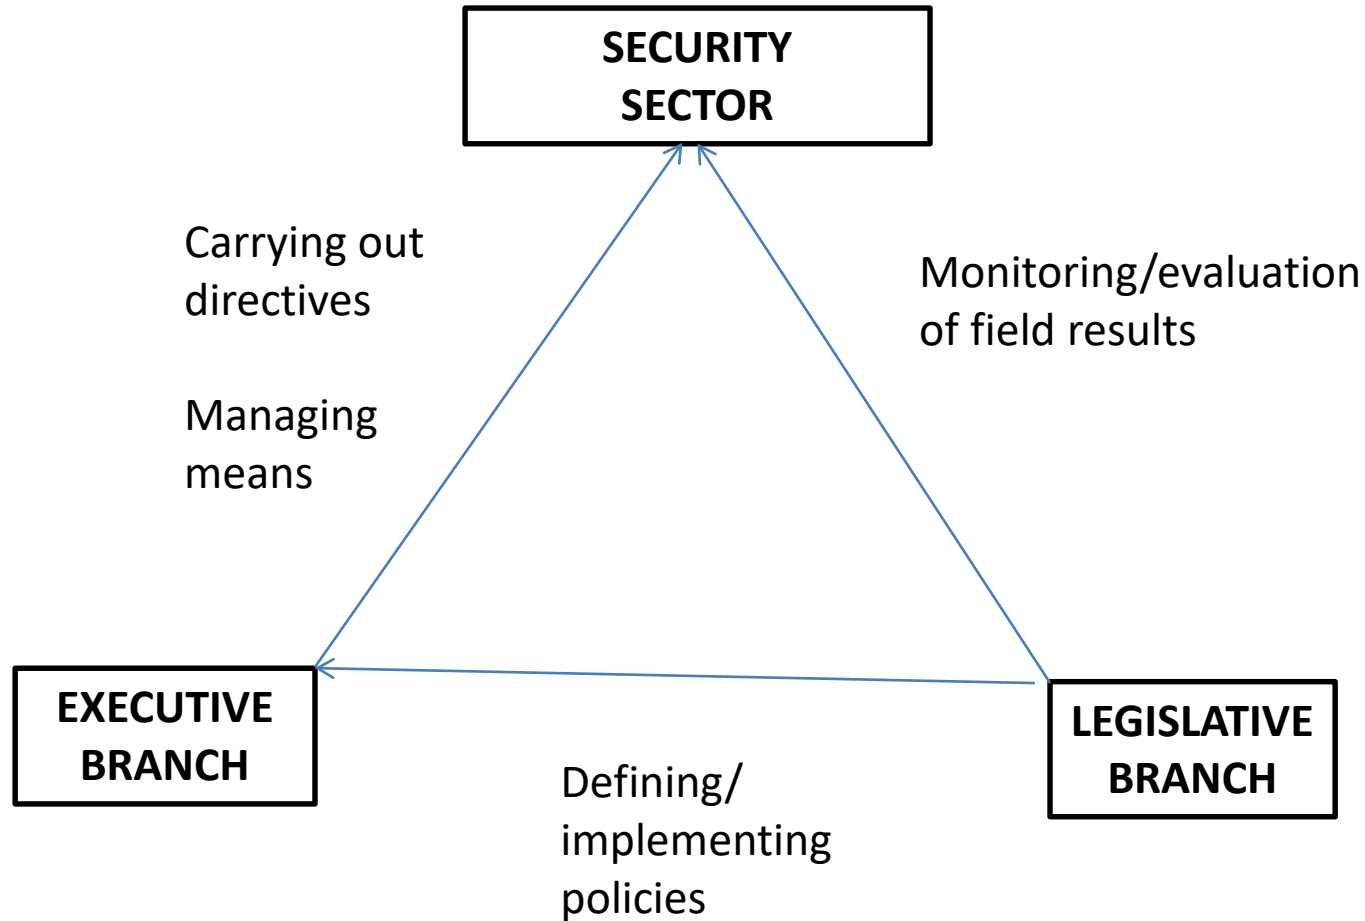 SECURITY
SECTOR
Carrying out
directives
Managing
means
Monitoring/evaluation
of field results
EXECUTIVE
BRANCH
LEGISLATIVE
BRANCH
Defining/
implementing
policies